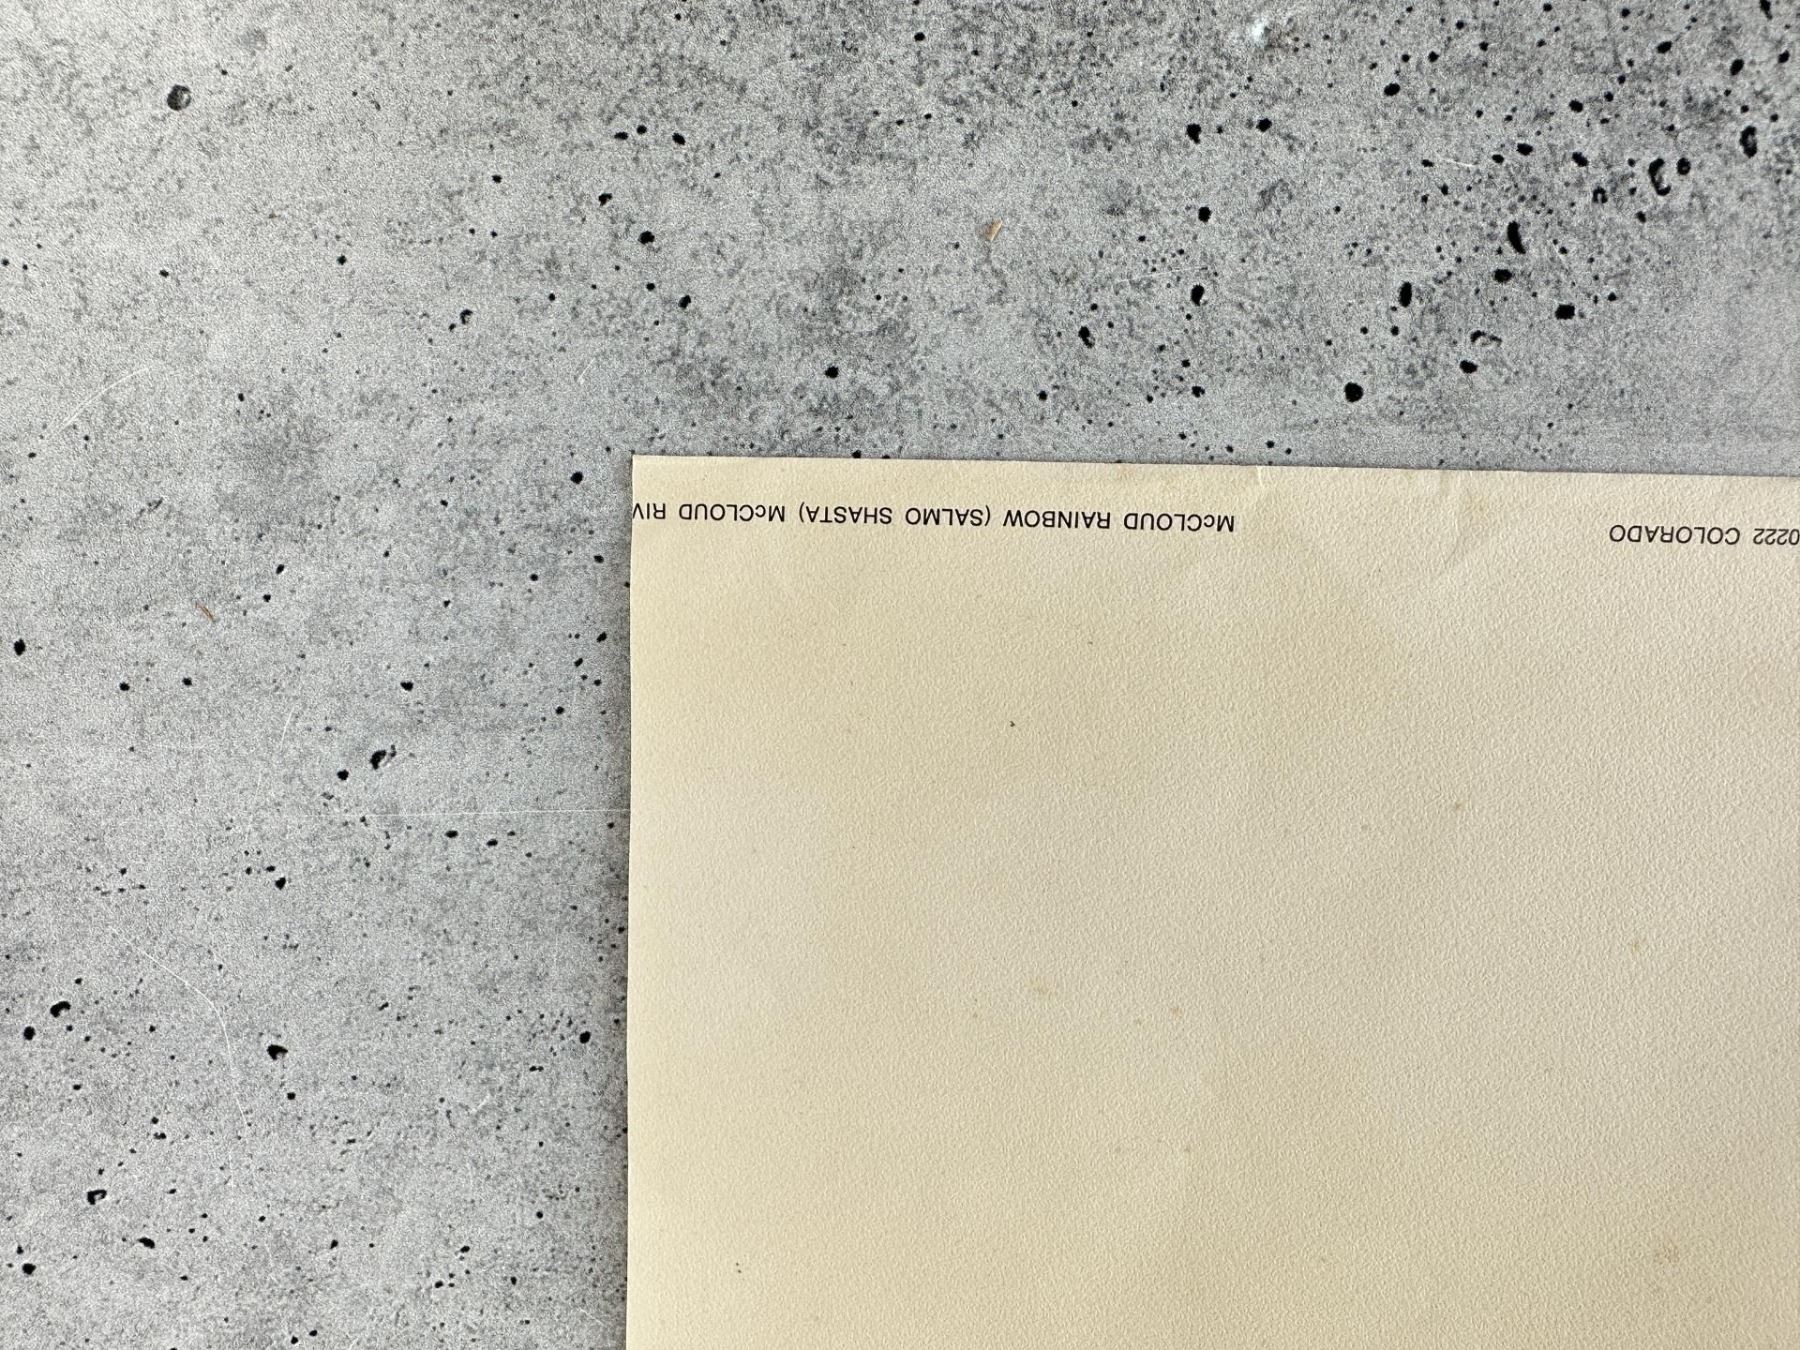 0222 COLORADO McCLOUD RAINBOW (SALMO SHASTA) McCLOUD RIV